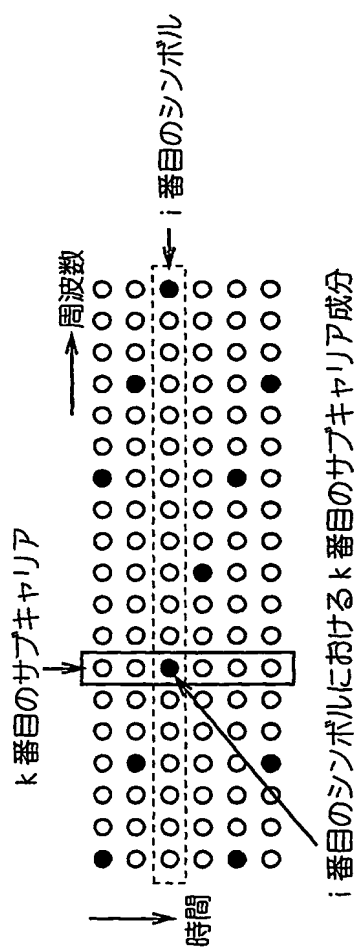 k番目のサブキャリア
周波数
i番目のシンボル
時間
i番目のシンボルにおけるk番目のサブキャリア成分